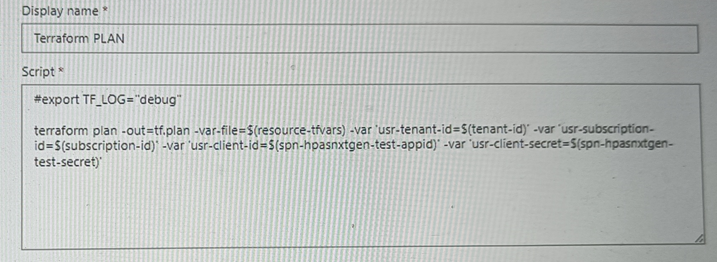 Display name *
Terraform PLAN
Script *
#export TF_LOG="debug"
terraform plan -out=tf.plan -var-file=$(resource-tfvars) -var 'usr-tenant-id=$(tenant-id)' -var 'usr-subscription-
id=$(subscription-id)' -var 'usr-client-id=$(spn-hpasnxtgen-test-appid)' -var 'usr-client-secret=$(spn-hpasnxtgen-
test-secret)'